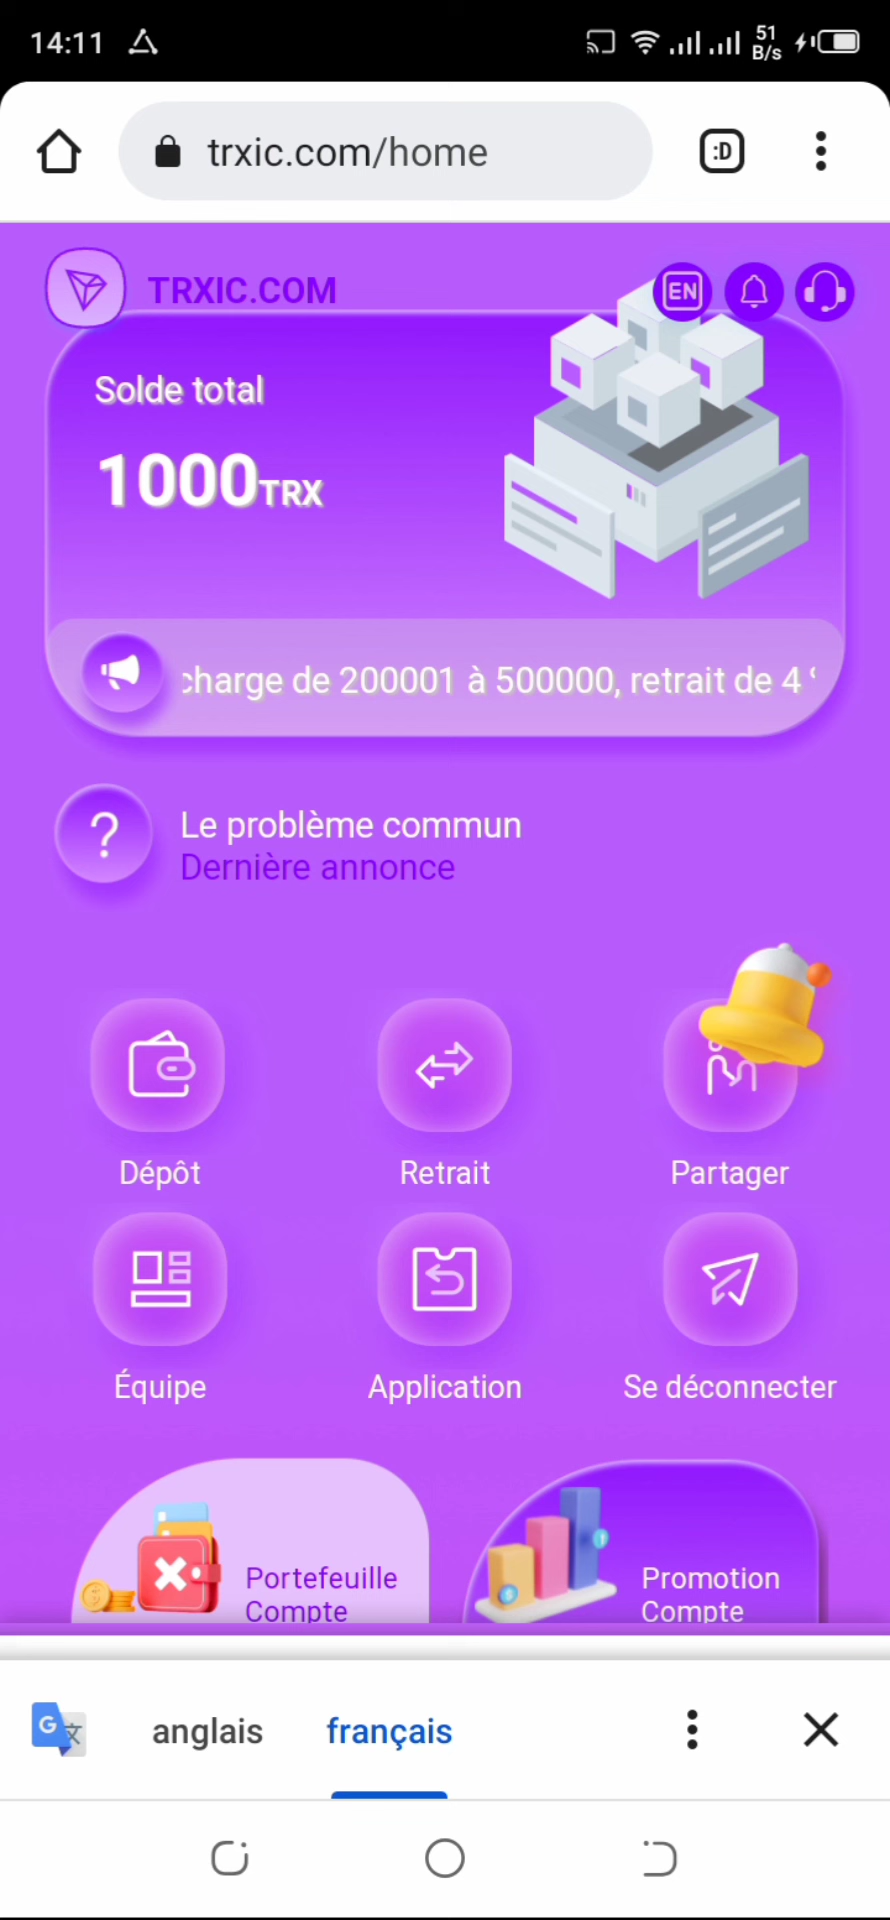 14:11
51
B/s
trxic.com/home
:D
TRXIC.COM
EN
Solde total
1000TRX
charge de 200001 à 500000, retrait de 4
?
Le problème commun
Dernière annonce
Dépôt
Retrait
Partager
Équipe
Application
Se déconnecter
Portefeuille
Compte
Promotion
Compte
G 文
anglais
français